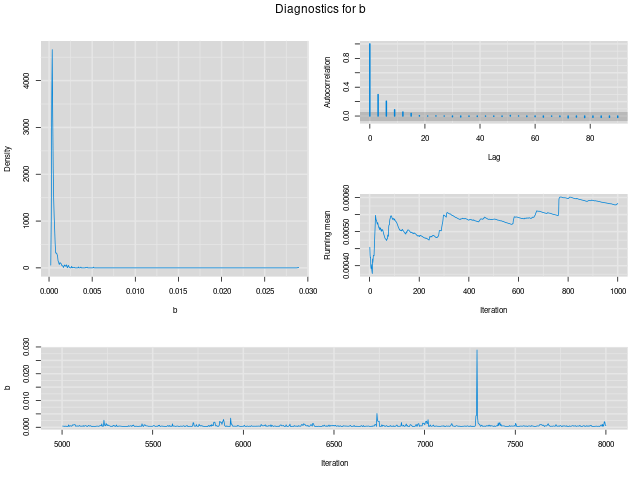 Diagnostics for b
Density
0 1000 2000 3000 4000
0.000 0.005 0.010 0.015 0.020 0.025 0.030
b
Autocorrelation
0.0 0.4 0.8
0 20 40 60 80
Lag
Running mean
0.00040 0.00050 0.00060
0 200 400 600 800 1000
Iteration
b
0.000 0.010 0.020 0.030
5000 5500 6000 6500 7000 7500 8000
Iteration